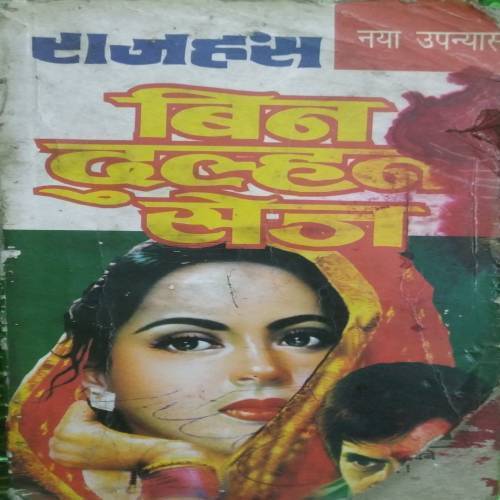 राजहंस
नया उपन्यास
बिन
दुल्हन
सेज